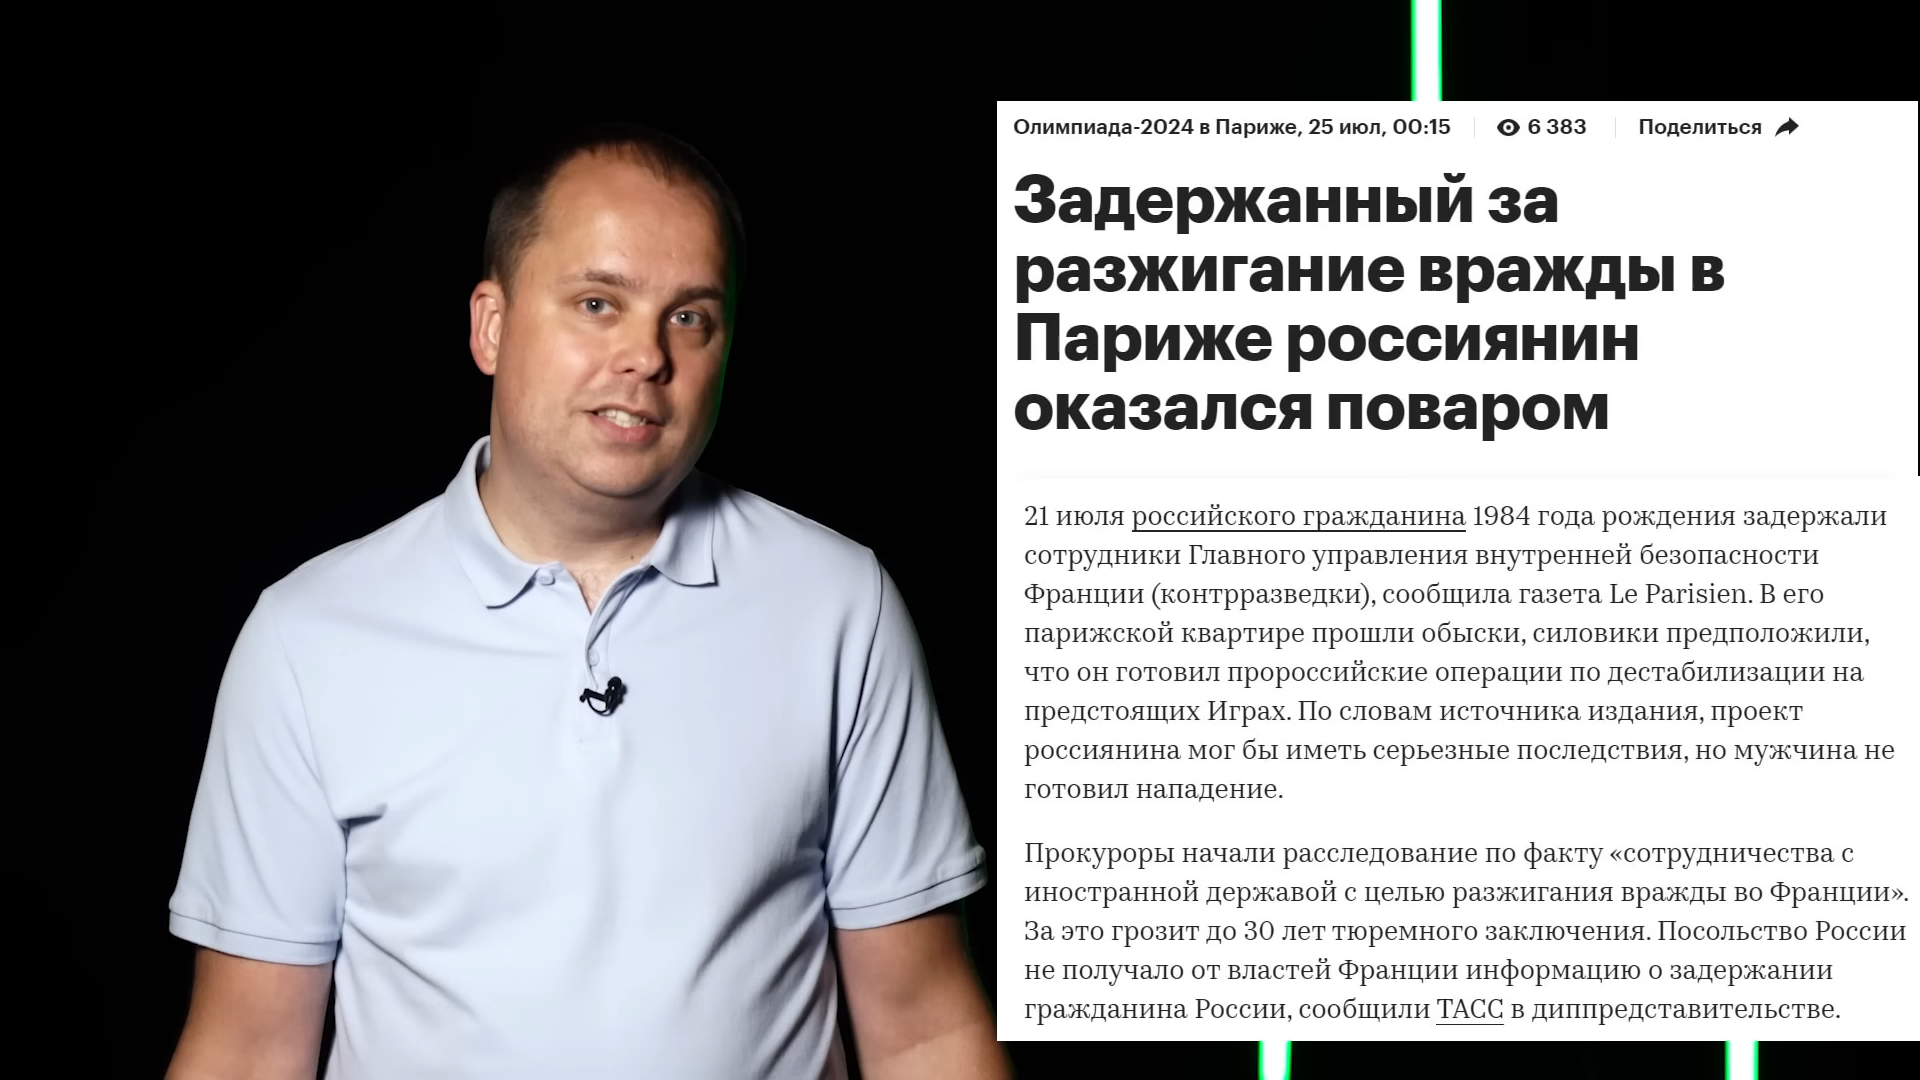 Олимпиада-2024 в Париже, 25 июл, 00:15 6 383 Поделиться
Задержанный за
разжигание вражды в
Париже россиянин
оказался поваром
21 июля российского гражданина 1984 года рождения задержали
сотрудники Главного управления внутренней безопасности
Франции (контрразведки), сообщила газета Le Parisien. В его
парижской квартире прошли обыски, силовики предположили,
что он готовил пророссийские операции по дестабилизации на
предстоящих Играх. По словам источника издания, проект
россиянина мог бы иметь серьезные последствия, но мужчина не
готовил нападение.
Прокуроры начали расследование по факту «сотрудничества с
иностранной державой с целью разжигания вражды во Франции».
За это грозит до 30 лет тюремного заключения. Посольство России
не получало от властей Франции информацию о задержании
гражданина России, сообщили ТАСС в диппредставительстве.